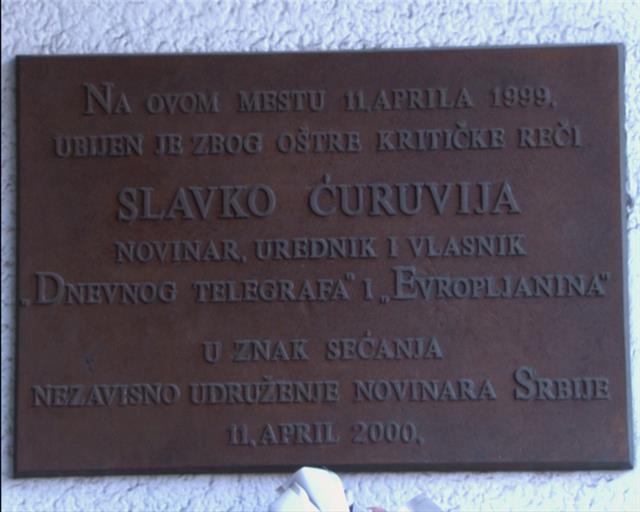 NA OVOM MESTU 11. APRILA 1999.
UBIJEN JE ZBOG OŠTRE KRITIČKE REČI
SLAVKO ĆURUVIJA
NOVINAR, UREDNIK I VLASNIK
„DNEVNOG TELEGRAFA" I „EVROPLJANINA"
U ZNAK SEĆANJA
NEZAVISNO UDRUŽENJE NOVINARA SRBIJE
11. APRIL 2000.